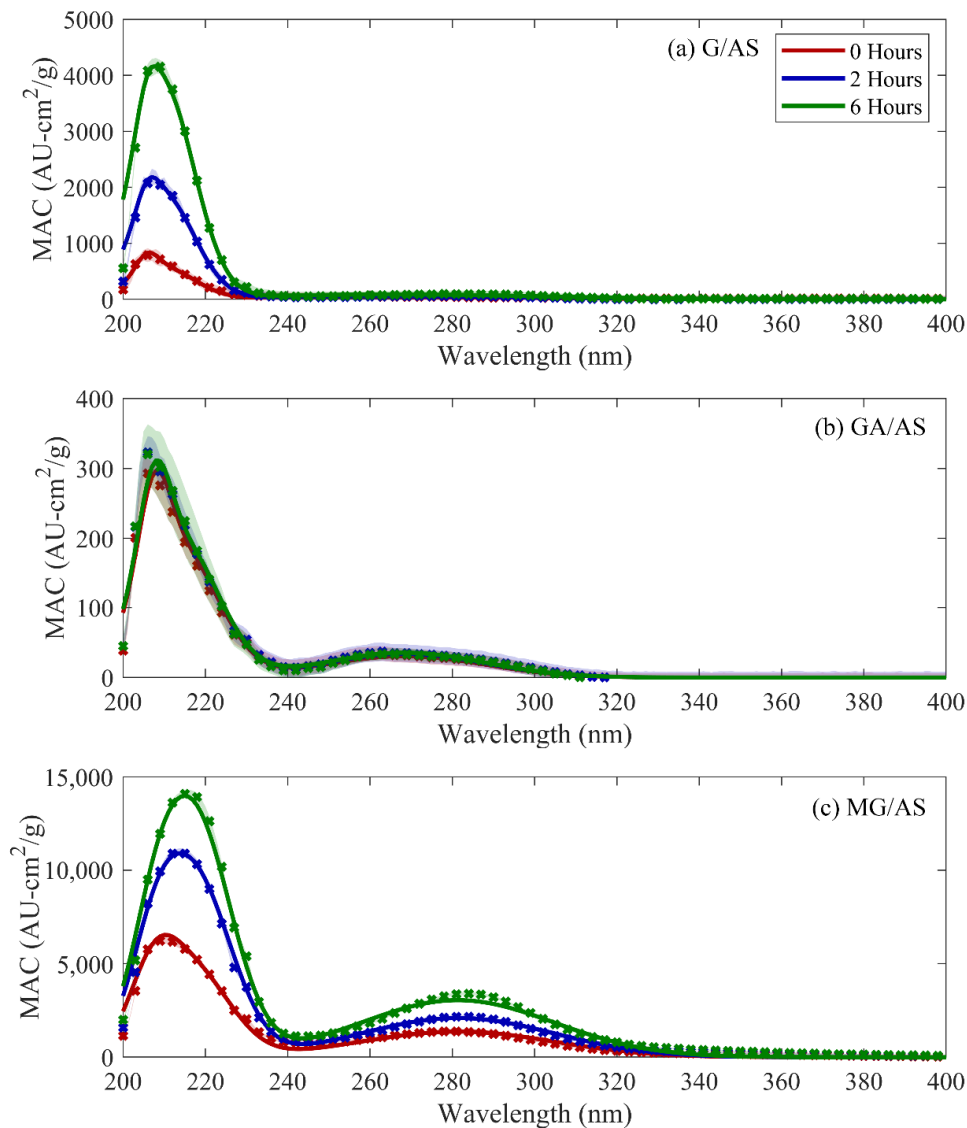 5000
4000
3000
2000
1000
0
MAC (AU-cm²/g)
(a) G/AS
0 Hours
2 Hours
6 Hours
200 220 240 260 280 300 320 340 360 380 400
Wavelength (nm)
400
300
200
100
0
MAC (AU-cm²/g)
(b) GA/AS
200 220 240 260 280 300 320 340 360 380 400
Wavelength (nm)
15,000
10,000
5,000
0
MAC (AU-cm²/g)
(c) MG/AS
200 220 240 260 280 300 320 340 360 380 400
Wavelength (nm)